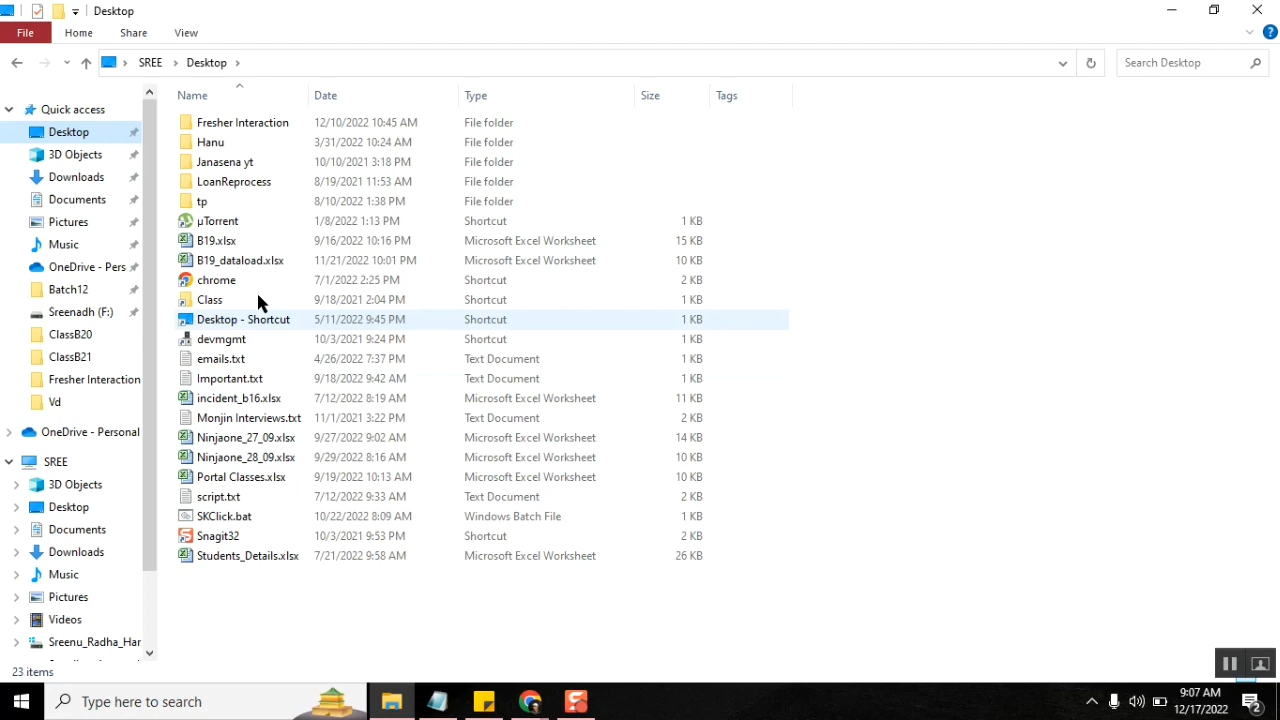 Desktop
File Home Share View
SREE Desktop Search Desktop
Name Date Type Size Tags
Quick access
Desktop
3D Objects
Downloads
Documents
Pictures
Music
OneDrive - Pers
Batch12
Sreenadh (F:)
ClassB20
ClassB21
Fresher Interaction
Vd
OneDrive - Personal
SREE
3D Objects
Desktop
Documents
Downloads
Music
Pictures
Videos
Sreenu_Radha_Har
Fresher Interaction 12/10/2022 10:45 AM File folder
Hanu 3/31/2022 10:24 AM File folder
Janasena yt 10/10/2021 3:18 PM File folder
LoanReprocess 8/19/2021 11:53 AM File folder
tp 8/10/2022 1:38 PM File folder
µTorrent 1/8/2022 1:13 PM Shortcut 1 KB
B19.xlsx 9/16/2022 10:16 PM Microsoft Excel Worksheet 15 KB
B19_dataload.xlsx 11/21/2022 10:01 PM Microsoft Excel Worksheet 10 KB
chrome 7/1/2022 2:25 PM Shortcut 2 KB
Class 9/18/2021 2:04 PM Shortcut 1 KB
Desktop - Shortcut 5/11/2022 9:45 PM Shortcut 1 KB
devmgmt 10/3/2021 9:24 PM Shortcut 1 KB
emails.txt 4/26/2022 7:37 PM Text Document 1 KB
Important.txt 9/18/2022 9:42 AM Text Document 1 KB
incident_b16.xlsx 7/12/2022 8:19 AM Microsoft Excel Worksheet 11 KB
Monjin Interviews.txt 11/1/2021 3:22 PM Text Document 2 KB
Ninjaone_27_09.xlsx 9/27/2022 9:02 AM Microsoft Excel Worksheet 14 KB
Ninjaone_28_09.xlsx 9/29/2022 8:16 AM Microsoft Excel Worksheet 10 KB
Portal Classes.xlsx 9/19/2022 10:13 AM Microsoft Excel Worksheet 10 KB
script.txt 7/12/2022 9:33 AM Text Document 2 KB
SKClick.bat 10/22/2022 8:09 AM Windows Batch File 1 KB
Snagit32 10/3/2021 9:53 PM Shortcut 2 KB
Students_Details.xlsx 7/21/2022 9:58 AM Microsoft Excel Worksheet 26 KB
23 items
Type here to search
9:07 AM
12/17/2022
2